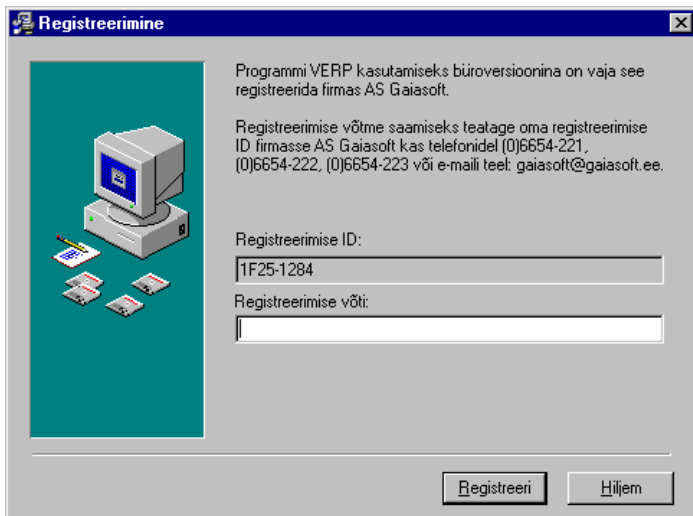 Registreerimine
Programmi VERP kasutamiseks büroversioonina on vaja see
registreerida firmas AS Gaiasoft.
Registreerimise võtme saamiseks teatage oma registreerimise
ID firmasse AS Gaiasoft kas telefonidel (0)6654-221,
(0)6654-222, (0)6654-223 või e-maili teel: gaiasoft@gaiasoft.ee.
Registreerimise ID:
1F25-1284
Registreerimise võti:
Registreeri
Hiljem